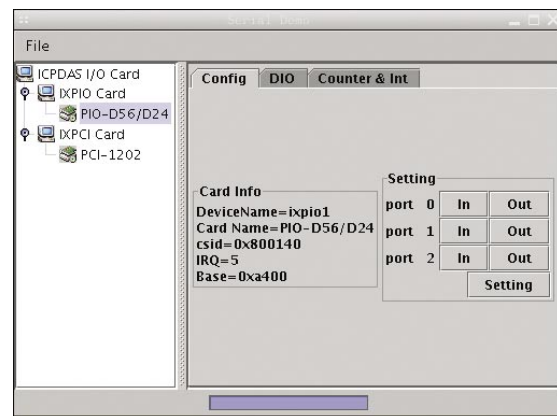 Serial Demo
File
ICPDAS I/O Card
IXPIO Card
PIO-D56/D24
IXPCI Card
PCI-1202
Config DIO Counter & Int
Card Info
DeviceName=ixpio1
Card Name=PIO-D56/D24
csid=0x800140
IRQ=5
Base=0xa400
Setting
port 0 In Out
port 1 In Out
port 2 In Out
Setting